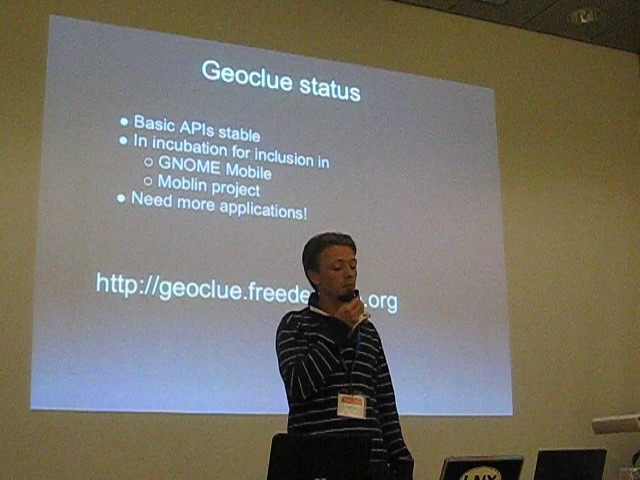 Geoclue status
● Basic APIs stable
● In incubation for inclusion in
○ GNOME Mobile
○ Moblin project
● Need more applications!
http://geoclue.freede .org